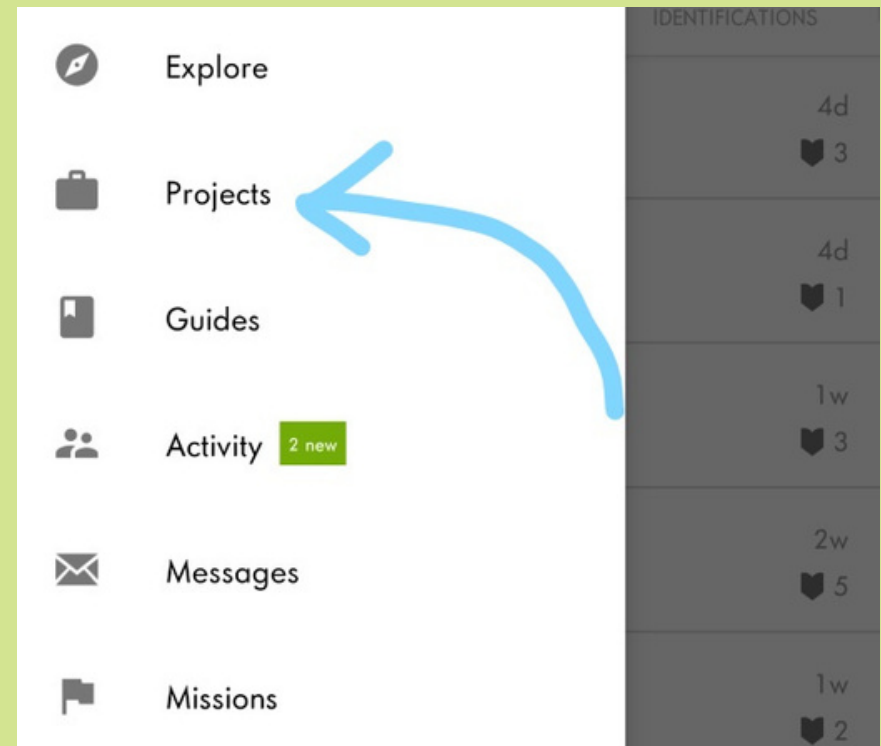 IDENTIFICATIONS
Explore
4d
3
Projects
4d
1
Guides
1w
3
Activity 2 new
2w
5
Messages
1w
2
Missions